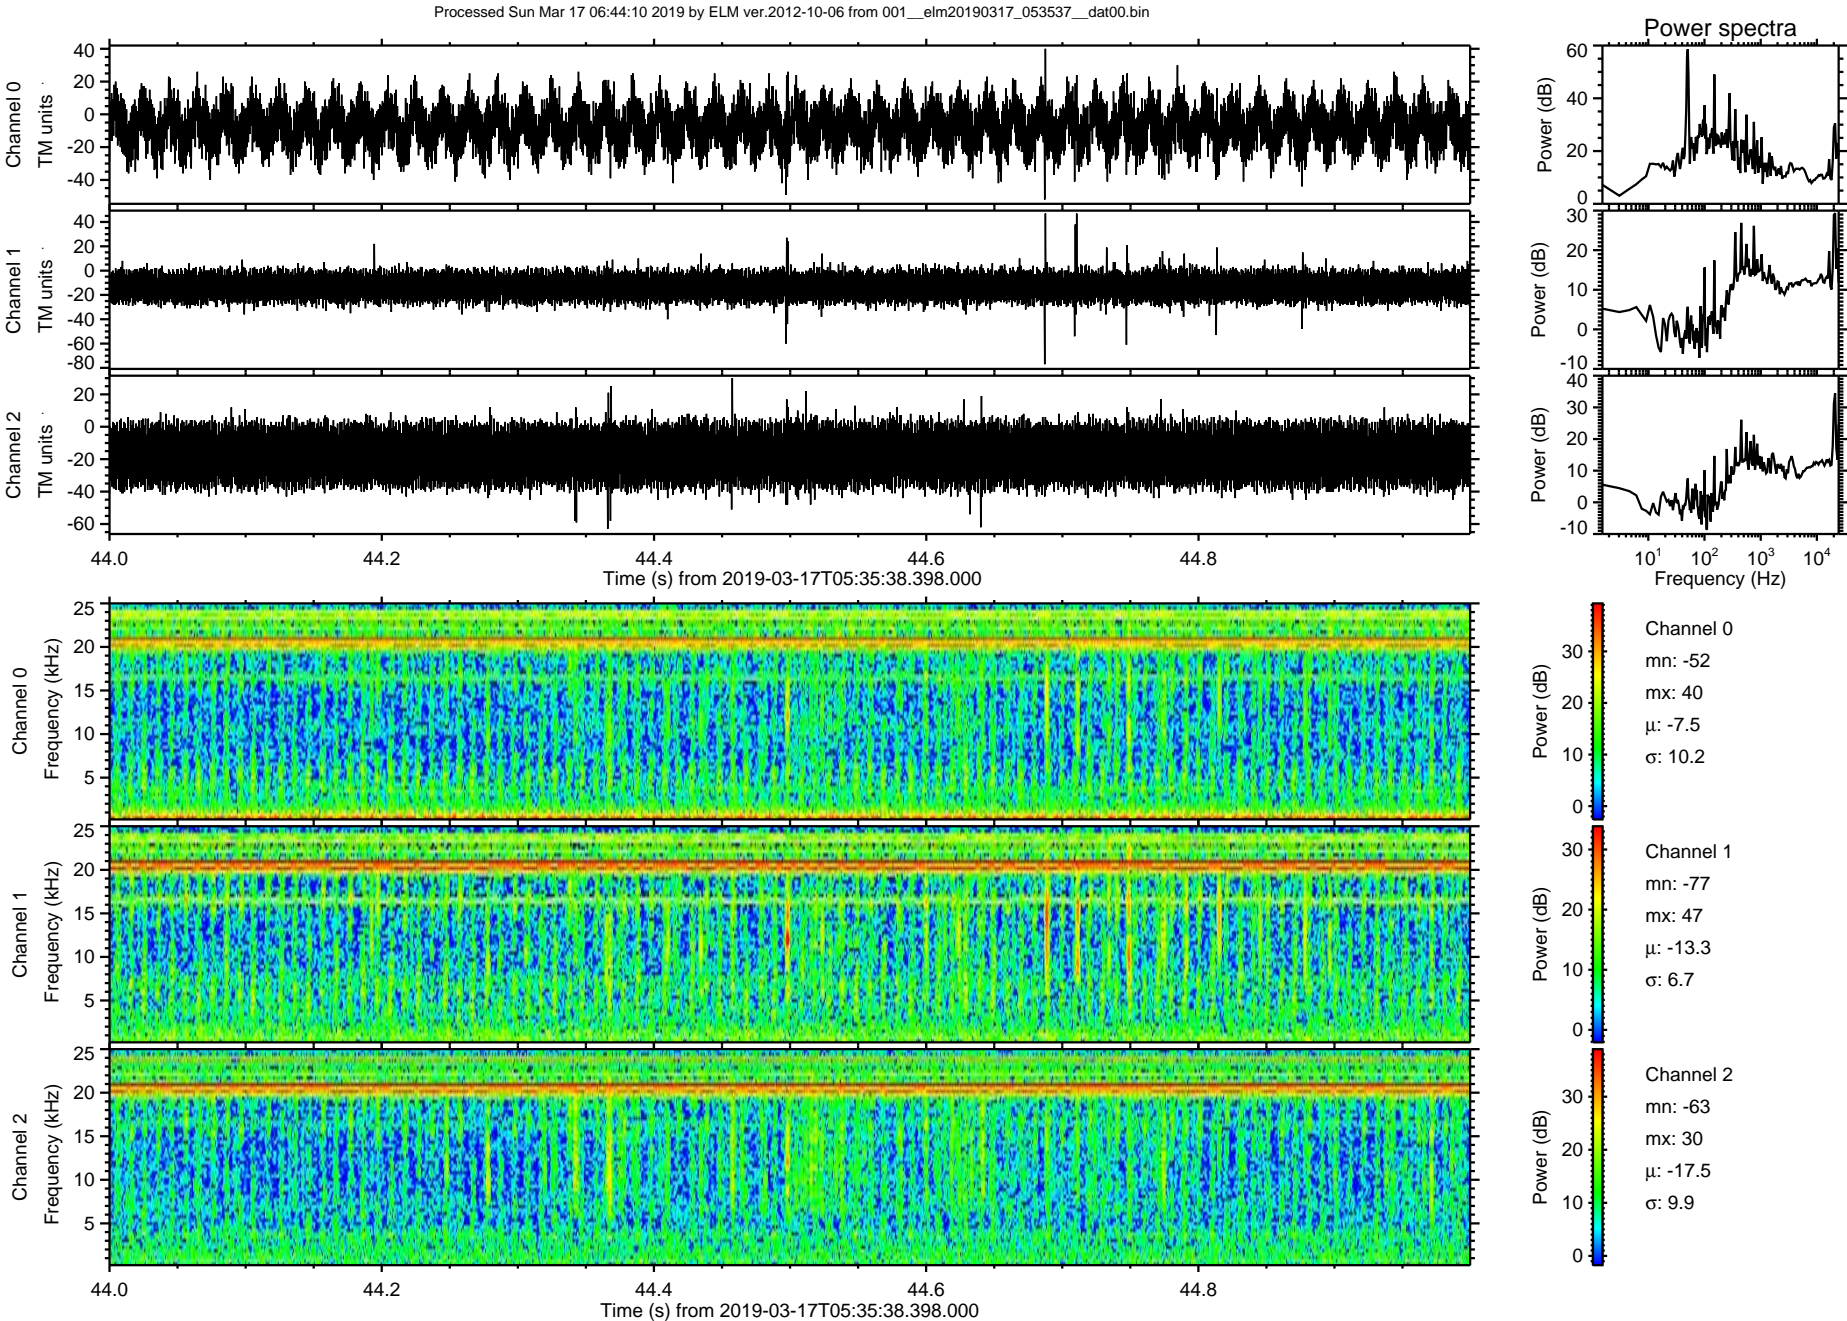 Processed Sun Mar 17 06:44:10 2019 by ELM ver.2012-10-06 from 001__elm20190317_053537__dat00.bin
Power spectra
Channel 0
TM units
40
20
0
-20
-40
Power (dB)
60
40
20
0
Channel 1
TM units
40
20
0
-20
-40
-60
-80
Power (dB)
30
20
10
0
-10
Channel 2
TM units
20
0
-20
-40
-60
Power (dB)
40
30
20
10
0
-10
44.0 44.2 44.4 44.6 44.8
Time (s) from 2019-03-17T05:35:38.398.000
10^1 10^2 10^3 10^4
Frequency (Hz)
Channel 0
Frequency (kHz)
25
20
15
10
5
Power (dB)
30
20
10
0
Channel 0
mn: -52
mx: 40
μ: -7.5
σ: 10.2
Channel 1
Frequency (kHz)
25
20
15
10
5
Power (dB)
30
20
10
0
Channel 1
mn: -77
mx: 47
μ: -13.3
σ: 6.7
Channel 2
Frequency (kHz)
25
20
15
10
5
Power (dB)
30
20
10
0
Channel 2
mn: -63
mx: 30
μ: -17.5
σ: 9.9
44.0 44.2 44.4 44.6 44.8
Time (s) from 2019-03-17T05:35:38.398.000